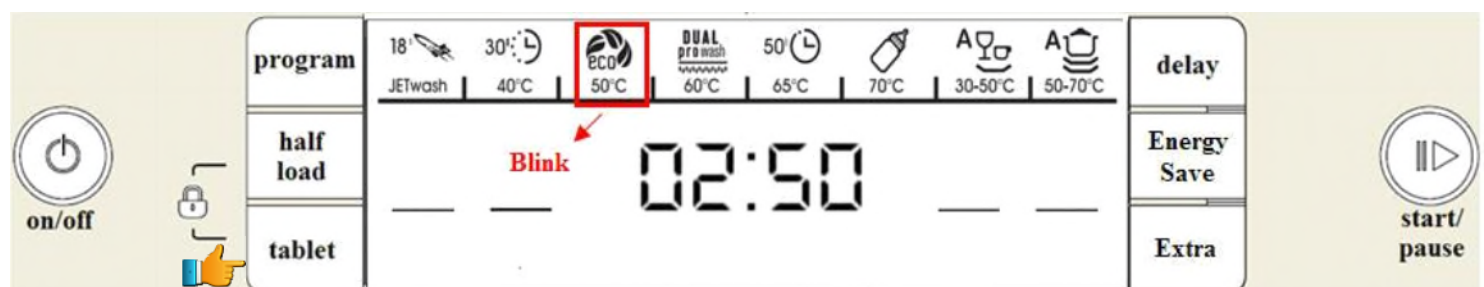 on/off
program
half
load
tablet
18' 30' eco DUAL
prowash 50' A A
JETwash 40°C 50°C 60°C 65°C 70°C 30-50°C 50-70°C
Blink
02:50
delay
Energy
Save
Extra
start/
pause